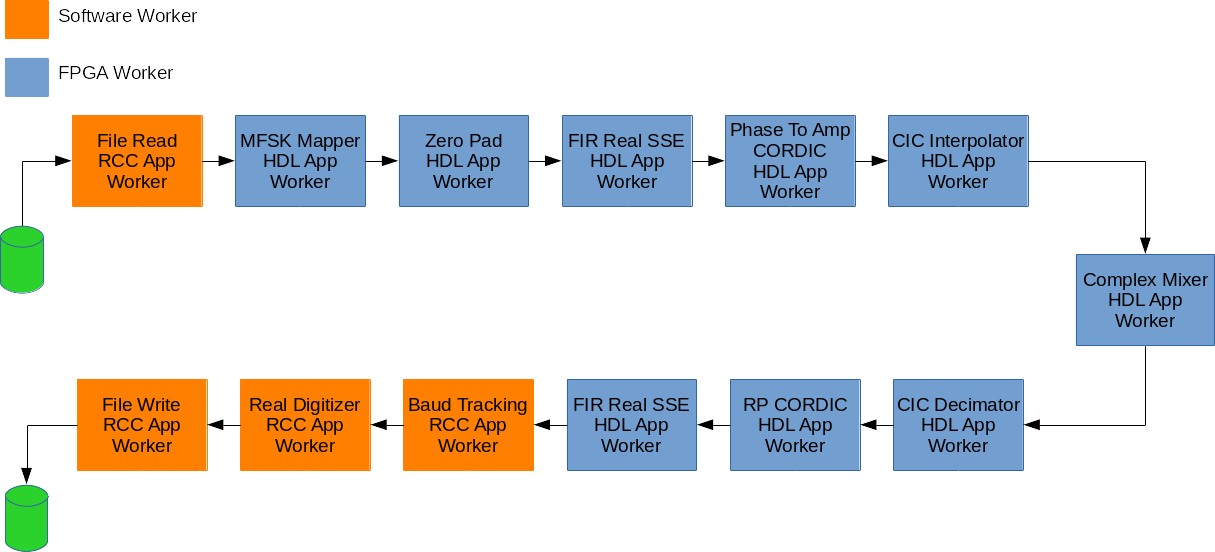 Software Worker
FPGA Worker
File Read
RCC App
Worker
MFSK Mapper
HDL App
Worker
Zero Pad
HDL App
Worker
FIR Real SSE
HDL App
Worker
Phase To Amp
CORDIC
HDL App
Worker
CIC Interpolator
HDL App
Worker
Complex Mixer
HDL App
Worker
File Write
RCC App
Worker
Real Digitizer
RCC App
Worker
Baud Tracking
RCC App
Worker
FIR Real SSE
HDL App
Worker
RP CORDIC
HDL App
Worker
CIC Decimator
HDL App
Worker